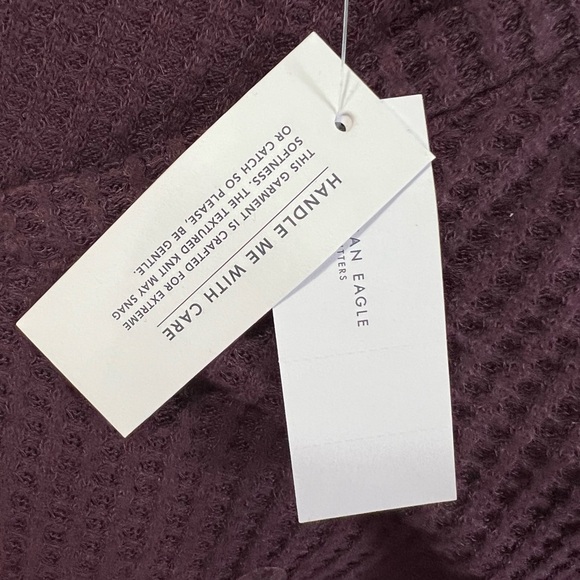 HANDLE ME WITH CARE
THIS GARMENT IS CRAFTED FOR EXTREME
SOFTNESS. THE TEXTURED KNIT MAY SNAG
OR CATCH SO PLEASE, BE GENTLE.
AN EAGLE
TTERS